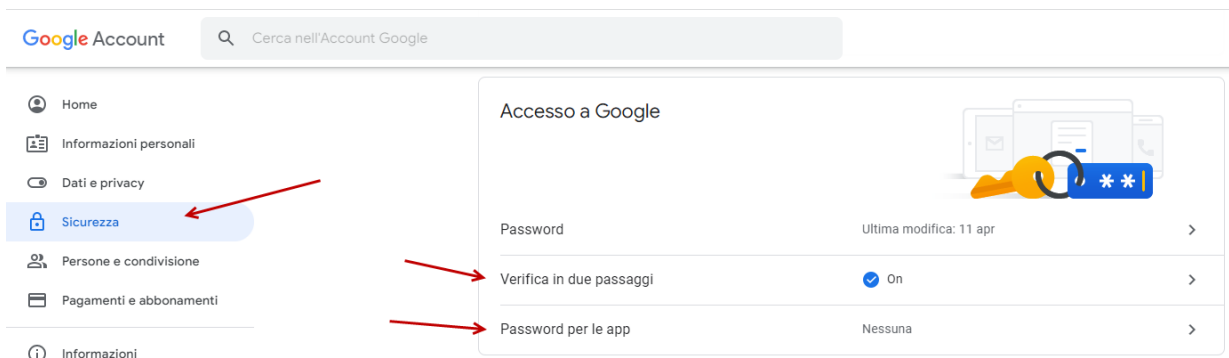 Google Account
Cerca nell'Account Google
Home
Informazioni personali
Dati e privacy
Sicurezza
Persone e condivisione
Pagamenti e abbonamenti
Informazioni
Accesso a Google
Password Ultima modifica: 11 apr
Verifica in due passaggi On
Password per le app Nessuna